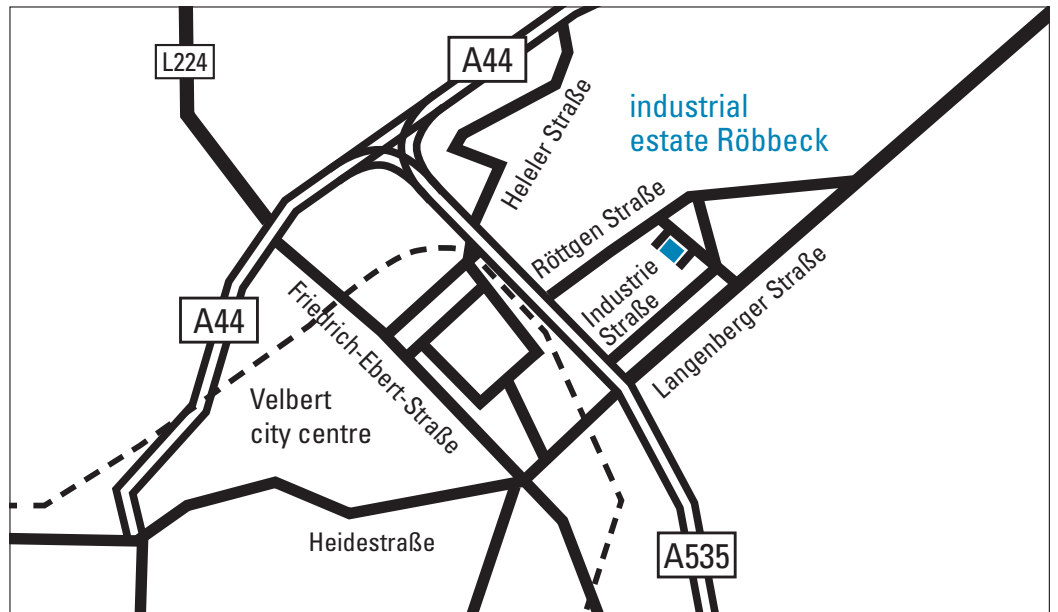 A44
L224
industrial
estate Röbbeck
Heleler Straße
Röttgen Straße
Industrie
Straße
Langenberger Straße
A44
Friedrich-Ebert-Straße
Velbert
city centre
Heidestraße
A535